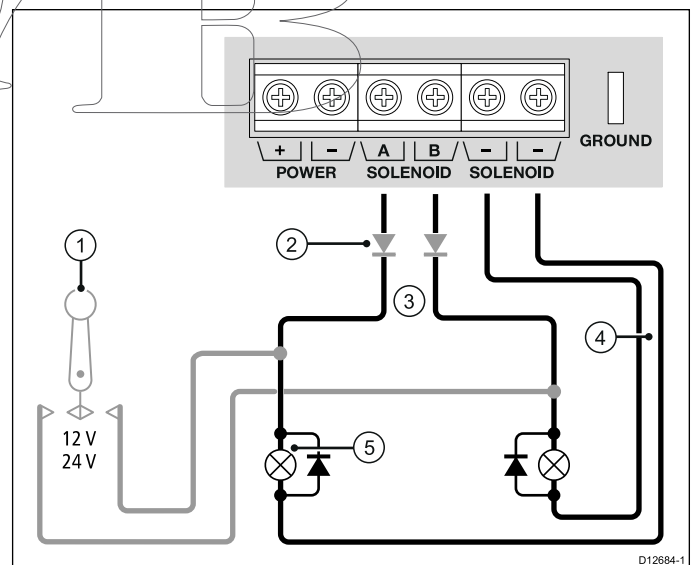 + - A B - -
POWER SOLENOID SOLENOID
GROUND
1
2
3
4
5
12 V
24 V
D12684-1